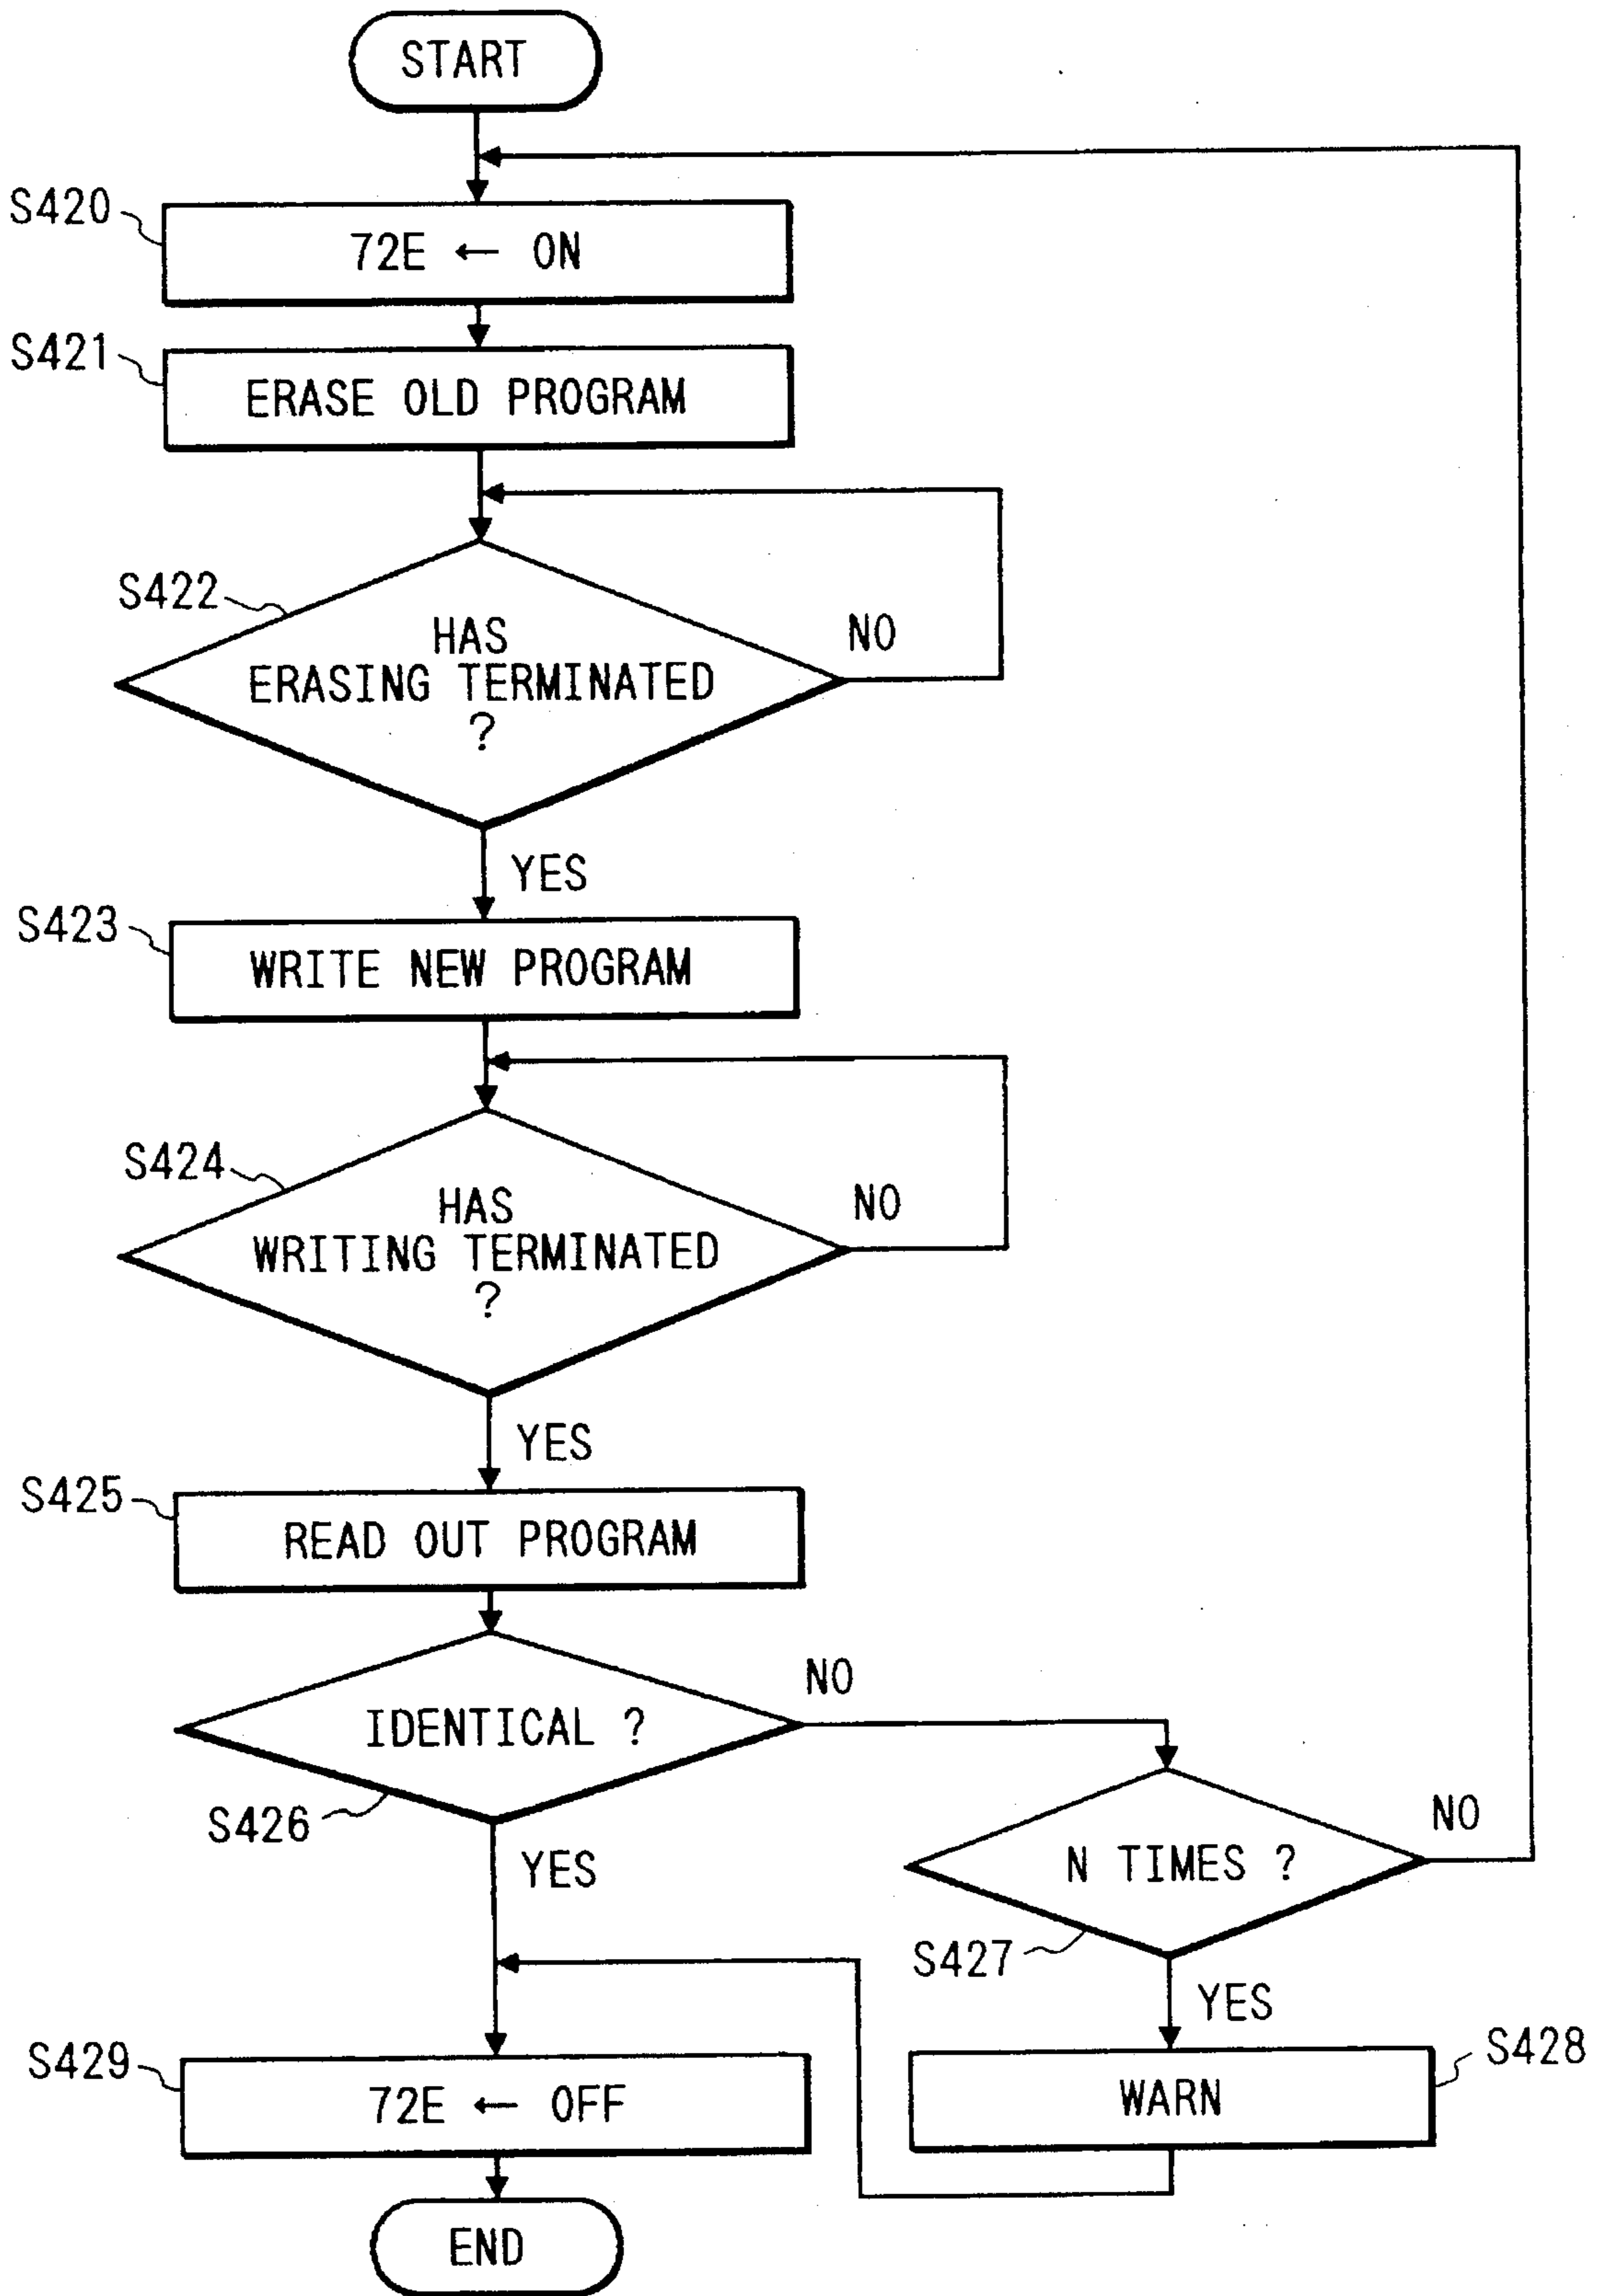 START
S420
72E ← ON
S421
ERASE OLD PROGRAM
S422
HAS
ERASING TERMINATED
?
NO
YES
S423
WRITE NEW PROGRAM
S424
HAS
WRITING TERMINATED
?
NO
YES
S425
READ OUT PROGRAM
IDENTICAL ?
NO
S426
YES
N TIMES ?
NO
S427
YES
S429
72E ← OFF
WARN
S428
END